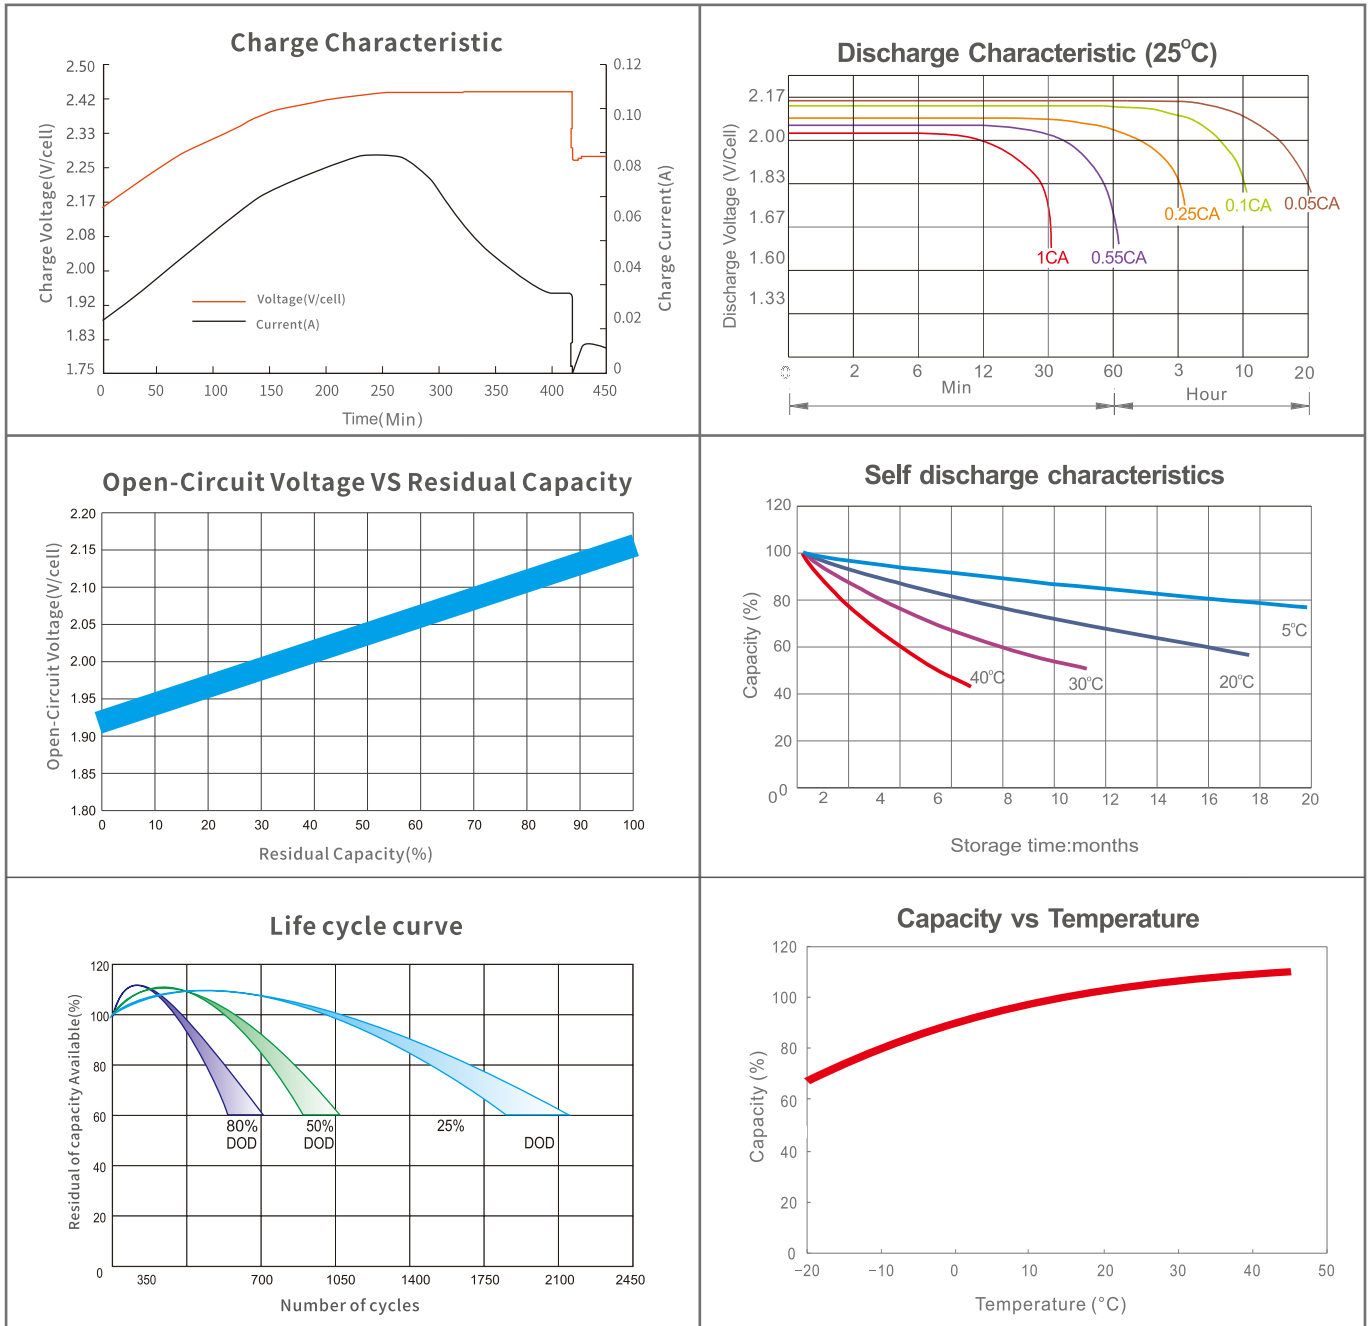 Charge Characteristic
2.50
2.42
2.33
2.25
2.17
2.08
2.00
1.92
1.83
1.75
Charge Voltage(V/cell)
0.12
0.10
0.08
0.06
0.04
0.02
0
Charge Current(A)
Voltage(V/cell)
Current(A)
0 50 100 150 200 250 300 350 400 450
Time(Min)
Discharge Characteristic (25°C)
2.17
2.00
1.83
1.67
1.60
1.33
Discharge Voltage (V/Cell)
1CA
0.55CA
0.25CA
0.1CA
0.05CA
0 2 6 12 30 60 3 10 20
Min
Hour
Open-Circuit Voltage VS Residual Capacity
2.20
2.15
2.10
2.05
2.00
1.95
1.90
1.85
1.80
Open-Circuit Voltage(V/cell)
0 10 20 30 40 50 60 70 80 90 100
Residual Capacity(%)
Self discharge characteristics
120
100
80
60
40
20
0
Capacity (%)
5°C
20°C
30°C
40°C
0 2 4 6 8 10 12 14 16 18 20
Storage time:months
Life cycle curve
120
100
80
60
40
20
0
Residual of capacity Available(%)
80%
DOD
50%
DOD
25%
DOD
350 700 1050 1400 1750 2100 2450
Number of cycles
Capacity vs Temperature
120
100
80
60
40
20
0
Capacity (%)
−20 −10 0 10 20 30 40 50
Temperature (°C)